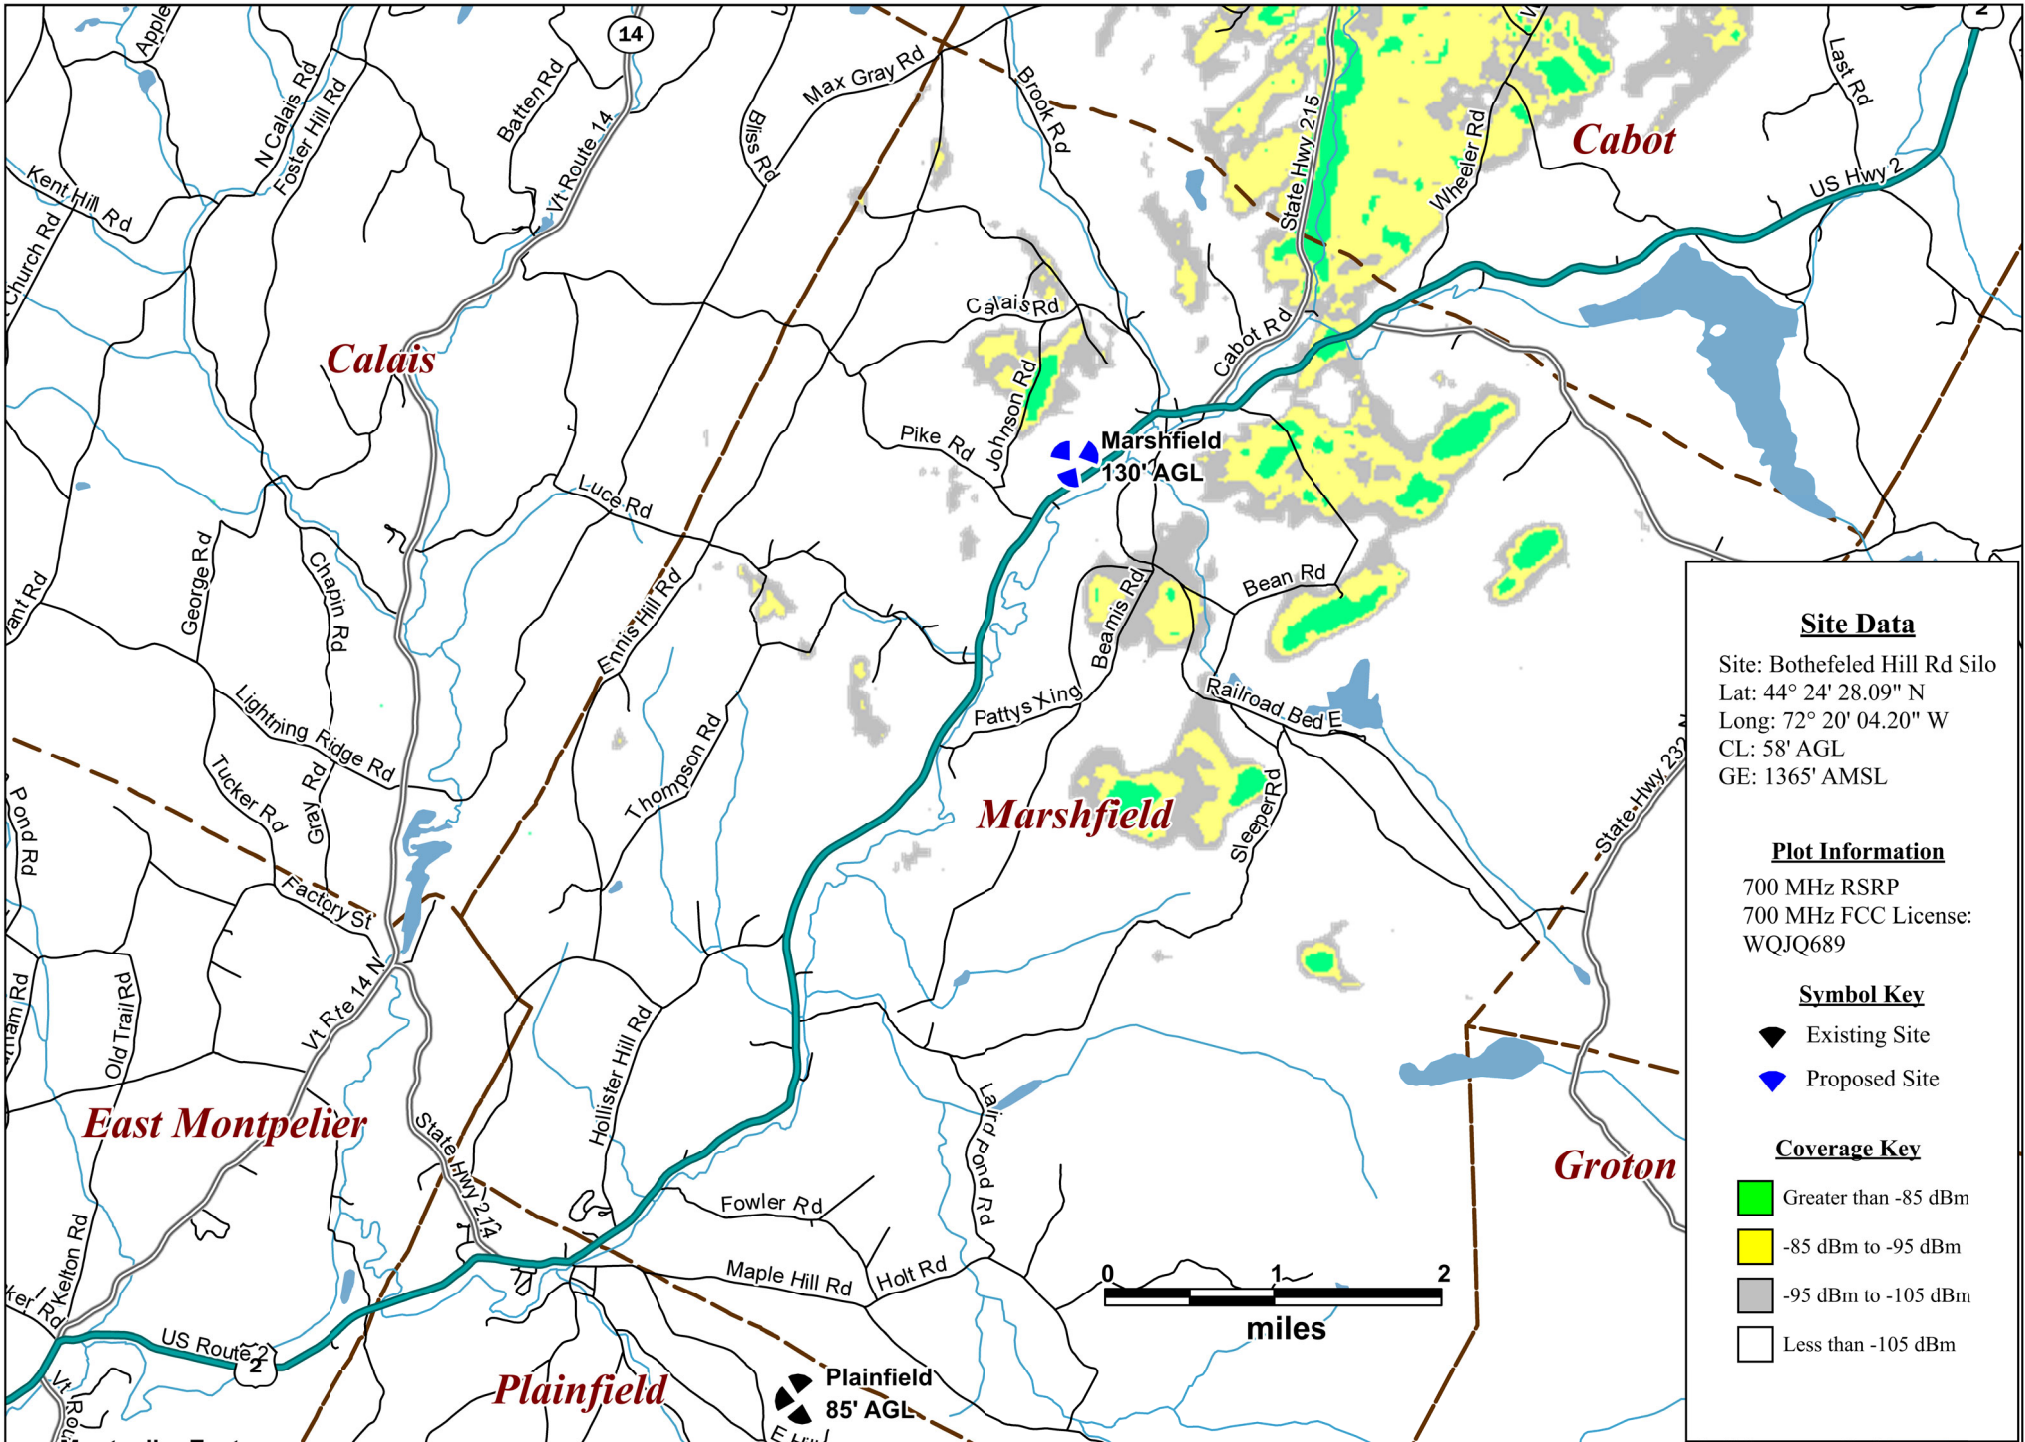 14
2
Apple
N Calais Rd
Foster Hill Rd
Batten Rd
Vt Route 14
Bliss Rd
Max Gray Rd
Brook Rd
State Hwy 215
Wheeler Rd
Cabot
Last Rd
US Hwy 2
Kent Hill Rd
Church Rd
Calais
Calais Rd
Cabot Rd
Johnson Rd
Pike Rd
Marshfield
130' AGL
Luce Rd
George Rd
Chapin Rd
Ennis Hill Rd
Beamis Rd
Bean Rd
Fattys Xing
Railroad Bed E
Lightning Ridge Rd
Tucker Rd
Gray Rd
Thompson Rd
Marshfield
Sleeper Rd
State Hwy 232 N
Pond Rd
Factory St
Vt Rte 14 N
Old Trail Rd
Hollister Hill Rd
Laird Pond Rd
East Montpelier
State Hwy 214
Groton
Fowler Rd
Maple Hill Rd
Holt Rd
Kelton Rd
US Route 2
2
Plainfield
Plainfield
85' AGL
0 1 2
miles
Site Data
Site: Bothefeled Hill Rd Silo
Lat: 44° 24' 28.09" N
Long: 72° 20' 04.20" W
CL: 58' AGL
GE: 1365' AMSL
Plot Information
700 MHz RSRP
700 MHz FCC License:
WQJQ689
Symbol Key
Existing Site
Proposed Site
Coverage Key
Greater than -85 dBm
-85 dBm to -95 dBm
-95 dBm to -105 dBm
Less than -105 dBm